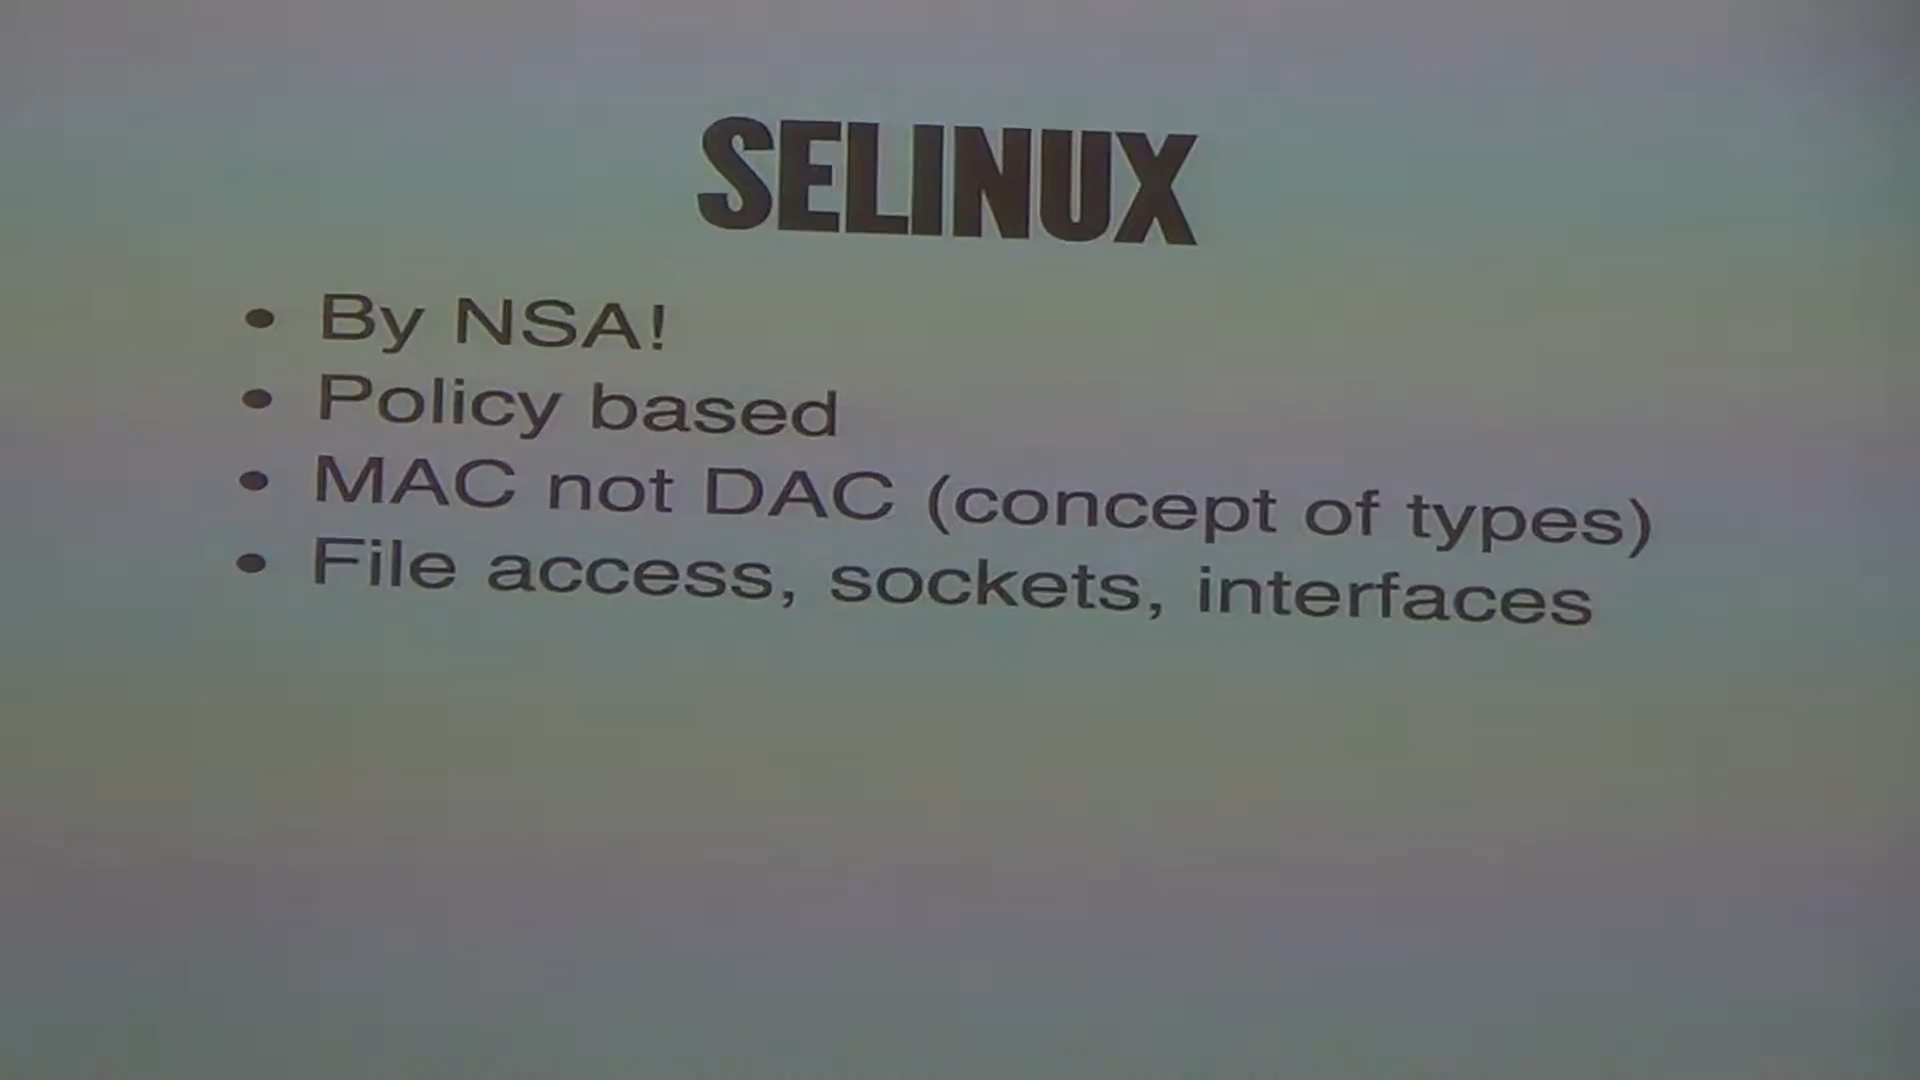 SELINUX
• By NSA!
• Policy based
• MAC not DAC (concept of types)
• File access, sockets, interfaces